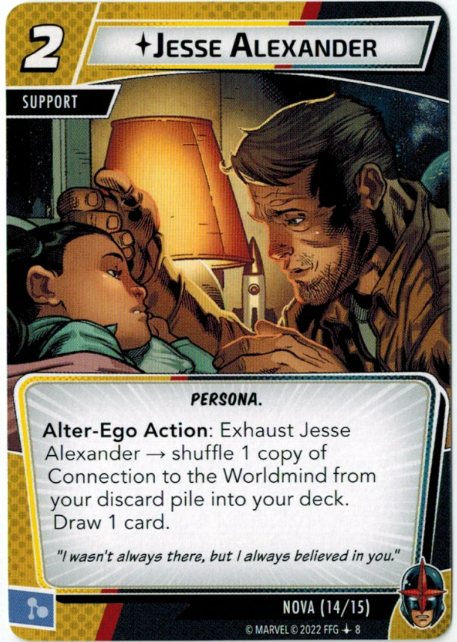 2
✦Jesse Alexander
SUPPORT
PERSONA.
Alter-Ego Action: Exhaust Jesse
Alexander → shuffle 1 copy of
Connection to the Worldmind from
your discard pile into your deck.
Draw 1 card.
"I wasn't always there, but I always believed in you."
NOVA (14/15)
© MARVEL © 2022 FFG ✦ 8